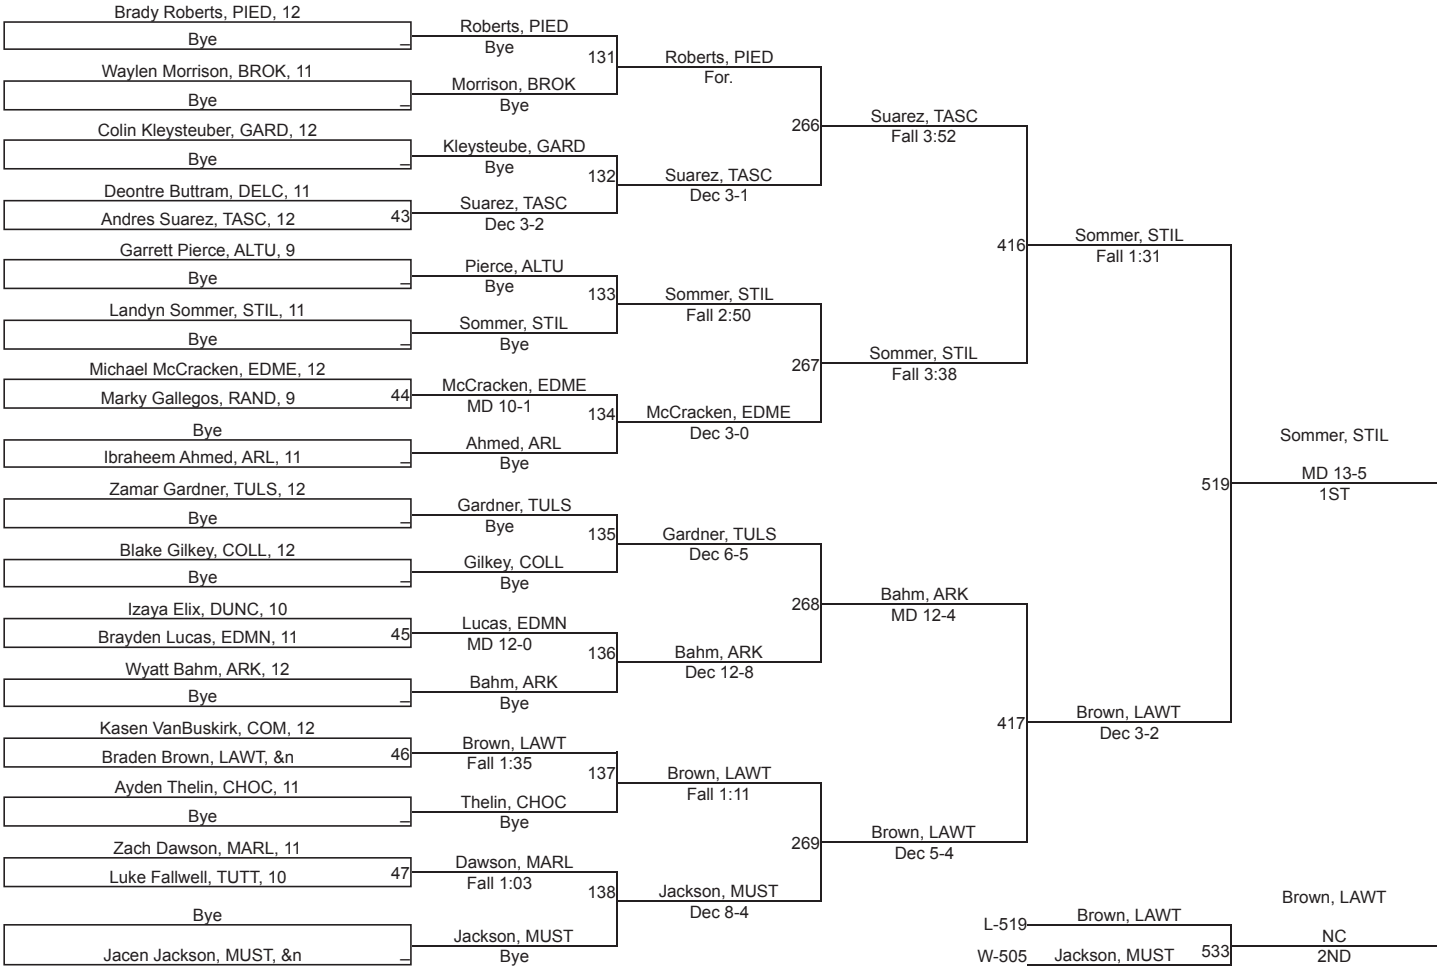 Brady Roberts, PIED, 12
Bye
Waylen Morrison, BROK, 11
Bye
Colin Kleysteuber, GARD, 12
Bye
Deontre Buttram, DELC, 11
Andres Suarez, TASC, 12
43
Garrett Pierce, ALTU, 9
Bye
Landyn Sommer, STIL, 11
Bye
Michael McCracken, EDME, 12
Marky Gallegos, RAND, 9
44
Bye
Ibraheem Ahmed, ARL, 11
Zamar Gardner, TULS, 12
Bye
Blake Gilkey, COLL, 12
Bye
Izaya Elix, DUNC, 10
Brayden Lucas, EDMN, 11
45
Wyatt Bahm, ARK, 12
Bye
Kasen VanBuskirk, COM, 12
Braden Brown, LAWT, &n
46
Ayden Thelin, CHOC, 11
Bye
Zach Dawson, MARL, 11
Luke Fallwell, TUTT, 10
47
Bye
Jacen Jackson, MUST, &n
Roberts, PIED
Bye
131
Morrison, BROK
Bye
Kleysteube, GARD
Bye
132
Suarez, TASC
Dec 3-2
Pierce, ALTU
Bye
133
Sommer, STIL
Bye
McCracken, EDME
MD 10-1
134
Ahmed, ARL
Bye
Gardner, TULS
Bye
135
Gilkey, COLL
Bye
Lucas, EDMN
MD 12-0
136
Bahm, ARK
Bye
Brown, LAWT
Fall 1:35
137
Thelin, CHOC
Bye
Dawson, MARL
Fall 1:03
138
Jackson, MUST
Bye
Roberts, PIED
For.
266
Suarez, TASC
Dec 3-1
Sommer, STIL
Fall 2:50
267
McCracken, EDME
Dec 3-0
Gardner, TULS
Dec 6-5
268
Bahm, ARK
Dec 12-8
Brown, LAWT
Fall 1:11
269
Jackson, MUST
Dec 8-4
Suarez, TASC
Fall 3:52
416
Sommer, STIL
Fall 3:38
Bahm, ARK
MD 12-4
417
Brown, LAWT
Dec 5-4
Sommer, STIL
Fall 1:31
519
Brown, LAWT
Dec 3-2
Sommer, STIL
MD 13-5
1ST
L-519
Brown, LAWT
W-505
Jackson, MUST
533
Brown, LAWT
NC
2ND